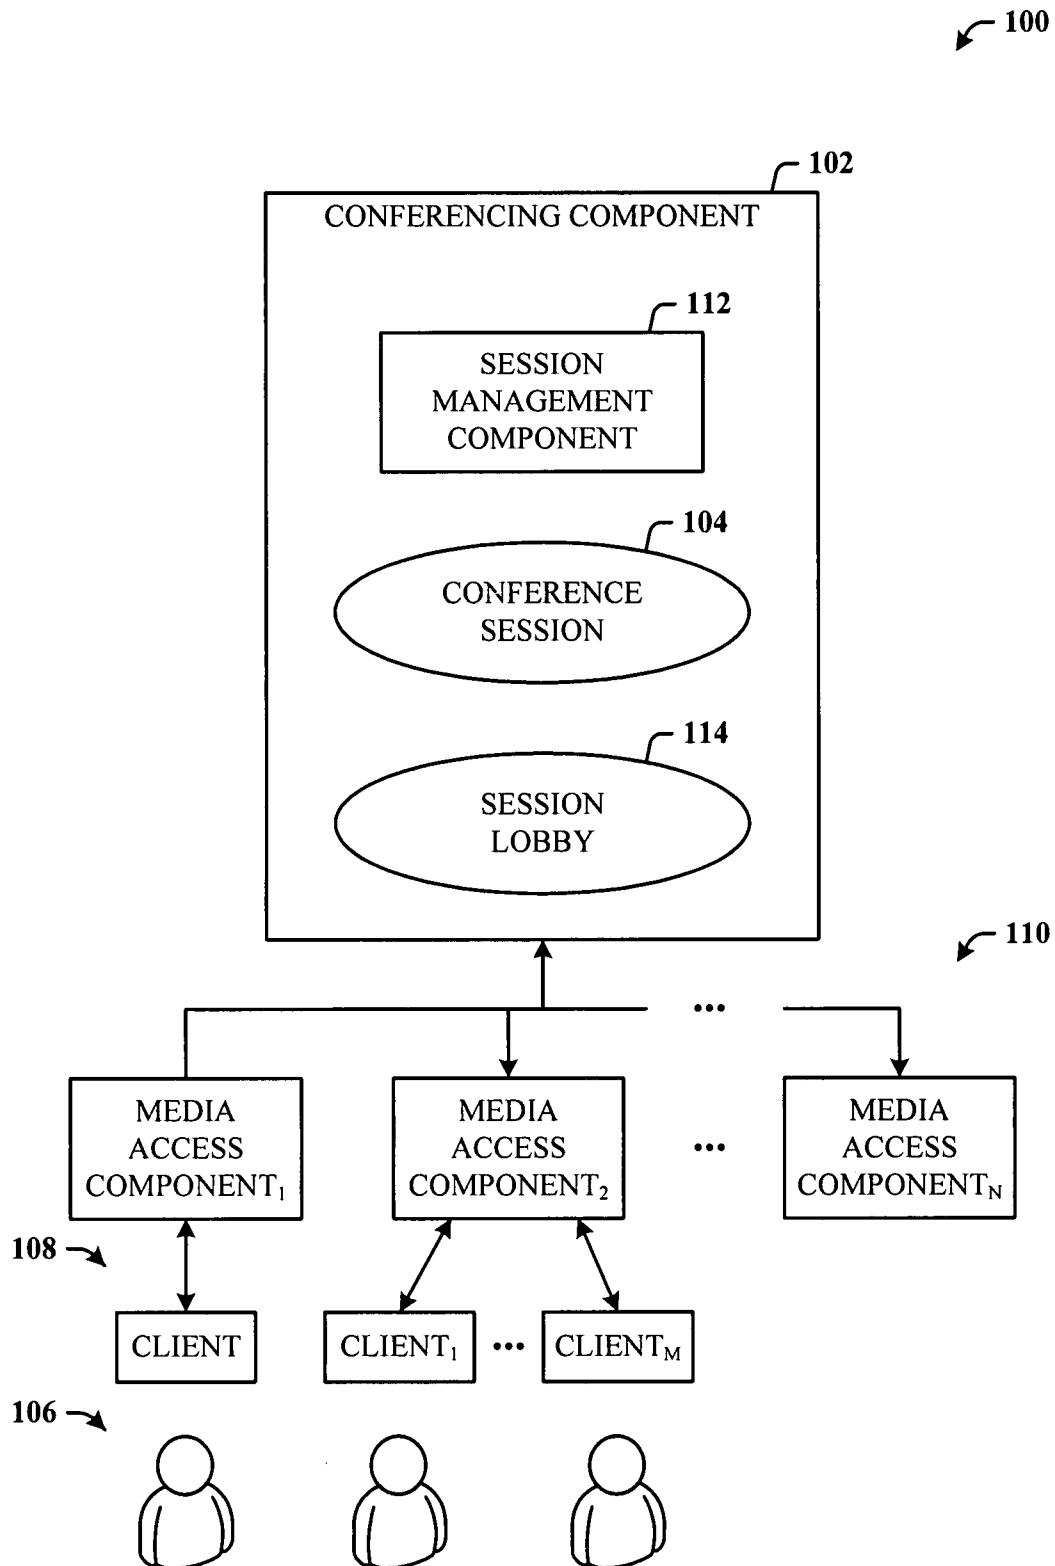 100
102
CONFERENCING COMPONENT
112
SESSION
MANAGEMENT
COMPONENT
104
CONFERENCE
SESSION
114
SESSION
LOBBY
110
...
MEDIA
ACCESS
COMPONENT1
MEDIA
ACCESS
COMPONENT2
...
MEDIA
ACCESS
COMPONENTN
108
CLIENT
CLIENT1
...
CLIENTM
106